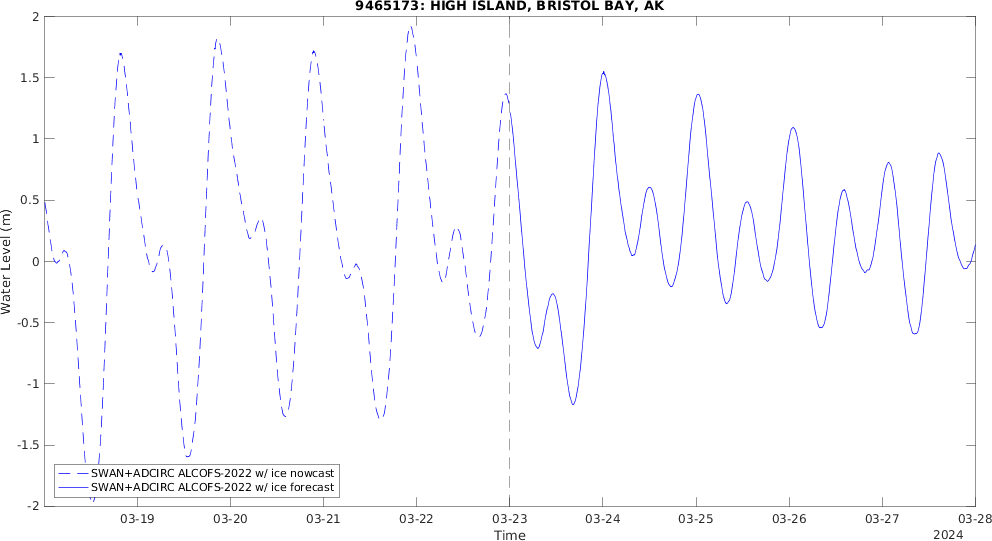 9465173: HIGH ISLAND, BRISTOL BAY, AK
2
1.5
1
0.5
0
-0.5
-1
-1.5
-2
Water Level (m)
SWAN+ADCIRC ALCOFS-2022 w/ ice nowcast
SWAN+ADCIRC ALCOFS-2022 w/ ice forecast
03-19 03-20 03-21 03-22 03-23 03-24 03-25 03-26 03-27 03-28
Time
2024